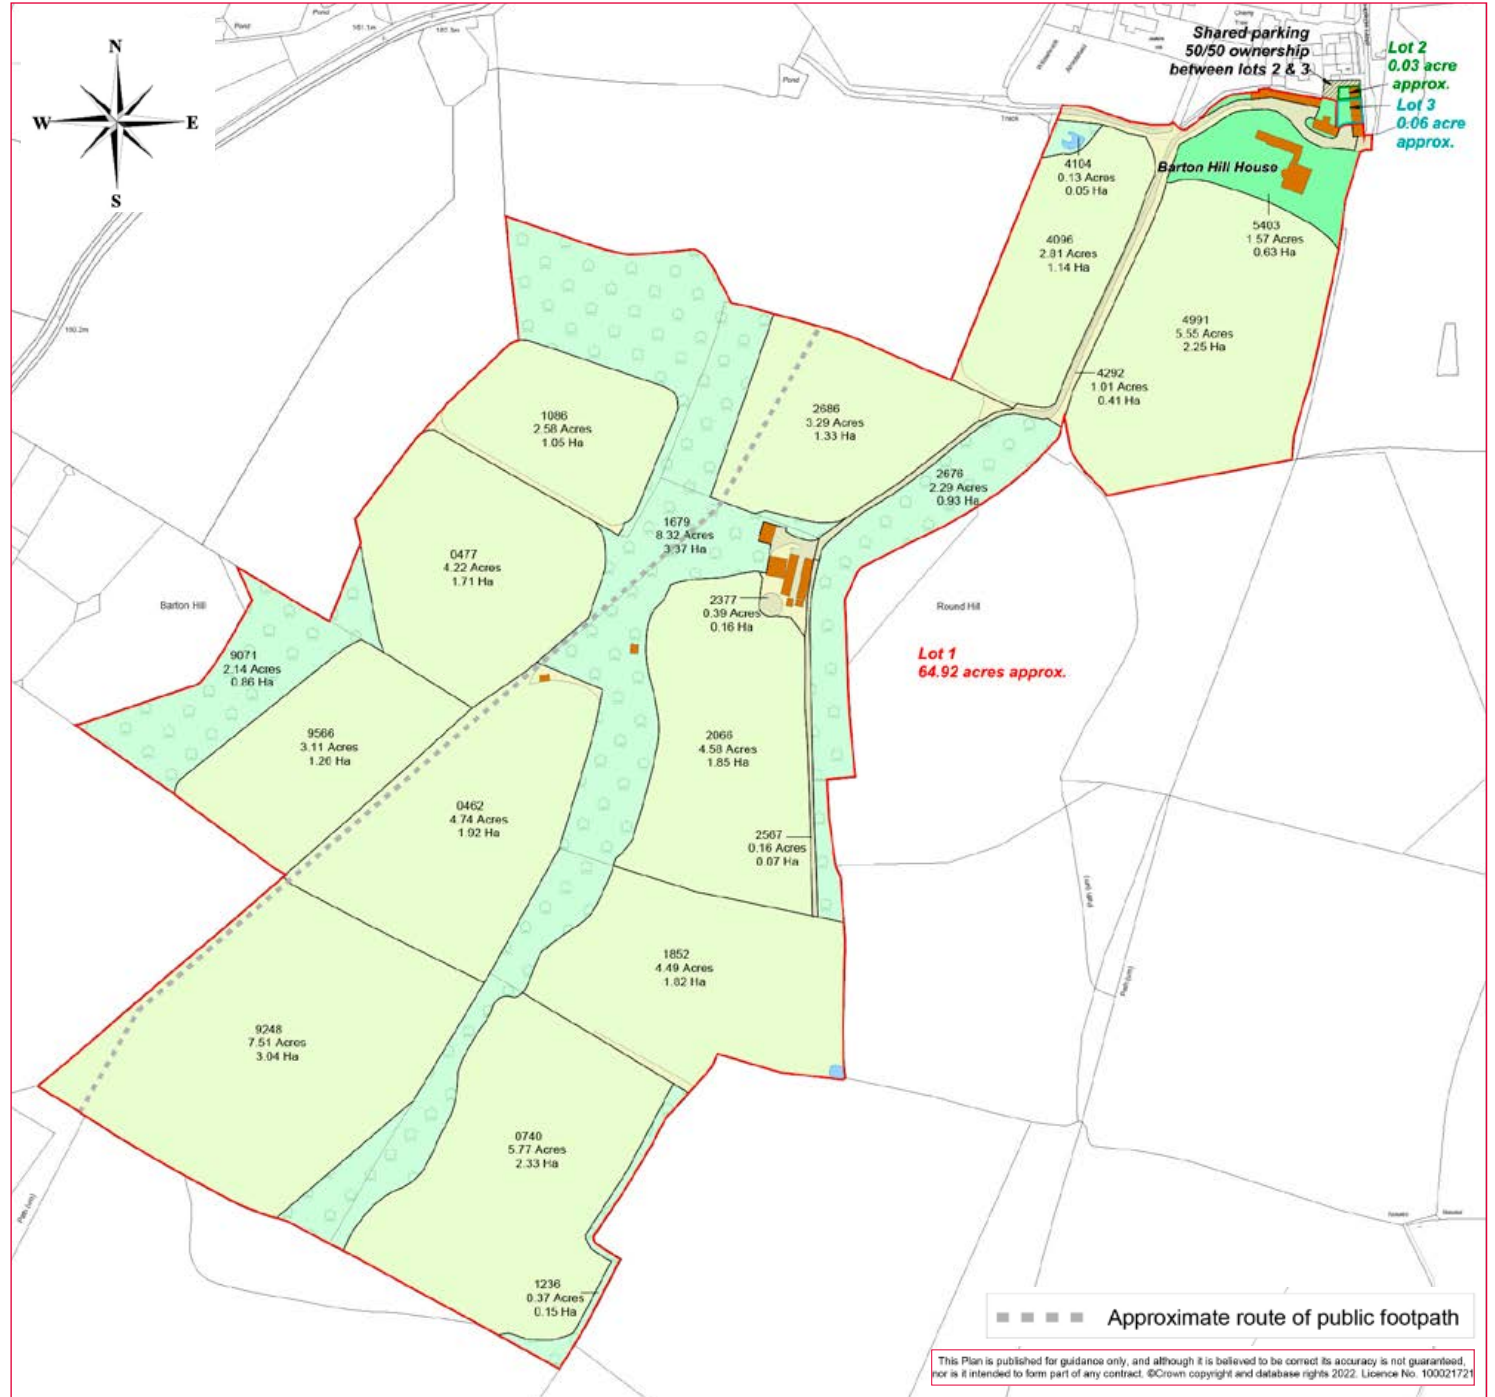 N
W
E
S
Pond
Pond
161.1m
Pond
Track
Shared parking
50/50 ownership
between lots 2 & 3
Lot 2
0.03 acre
approx.
Lot 3
0.06 acre
approx.
Barton Hill House
4104
0.13 Acres
0.05 Ha
4096
2.81 Acres
1.14 Ha
5403
1.57 Acres
0.63 Ha
4991
5.55 Acres
2.25 Ha
4292
1.01 Acres
0.41 Ha
1086
2.58 Acres
1.05 Ha
2686
3.29 Acres
1.33 Ha
2676
2.29 Acres
0.93 Ha
1679
8.32 Acres
3.37 Ha
0477
4.22 Acres
1.71 Ha
2377
0.39 Acres
0.16 Ha
Barton Hill
Round Hill
Lot 1
64.92 acres approx.
9071
2.14 Acres
0.86 Ha
9566
3.11 Acres
1.26 Ha
2066
4.58 Acres
1.85 Ha
0462
4.74 Acres
1.92 Ha
2567
0.16 Acres
0.07 Ha
Path (um)
Path (um)
1852
4.49 Acres
1.82 Ha
9248
7.51 Acres
3.04 Ha
0740
5.77 Acres
2.33 Ha
Path (um)
1236
0.37 Acres
0.15 Ha
Approximate route of public footpath
This Plan is published for guidance only, and although it is believed to be correct its accuracy is not guaranteed,
nor is it intended to form part of any contract. ©Crown copyright and database rights 2022. Licence No. 100021721